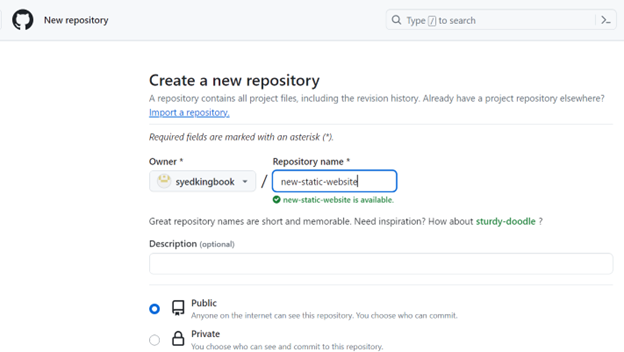 New repository
Type / to search
Create a new repository
A repository contains all project files, including the revision history. Already have a project repository elsewhere?
Import a repository.
Required fields are marked with an asterisk (*).
Owner * Repository name *
syedkingbook / new-static-website
new-static-website is available.
Great repository names are short and memorable. Need inspiration? How about sturdy-doodle ?
Description (optional)
Public
Anyone on the internet can see this repository. You choose who can commit.
Private
You choose who can see and commit to this repository.